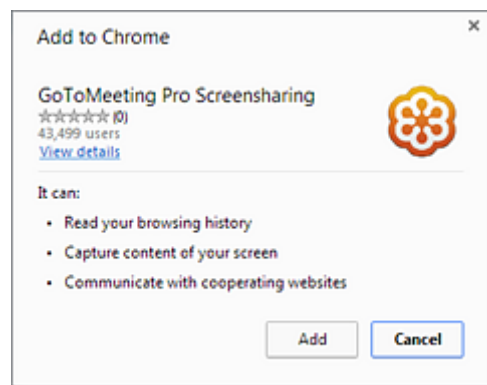 Add to Chrome
GoToMeeting Pro Screensharing
(0)
43,499 users
View details
It can:
• Read your browsing history
• Capture content of your screen
• Communicate with cooperating websites
Add Cancel